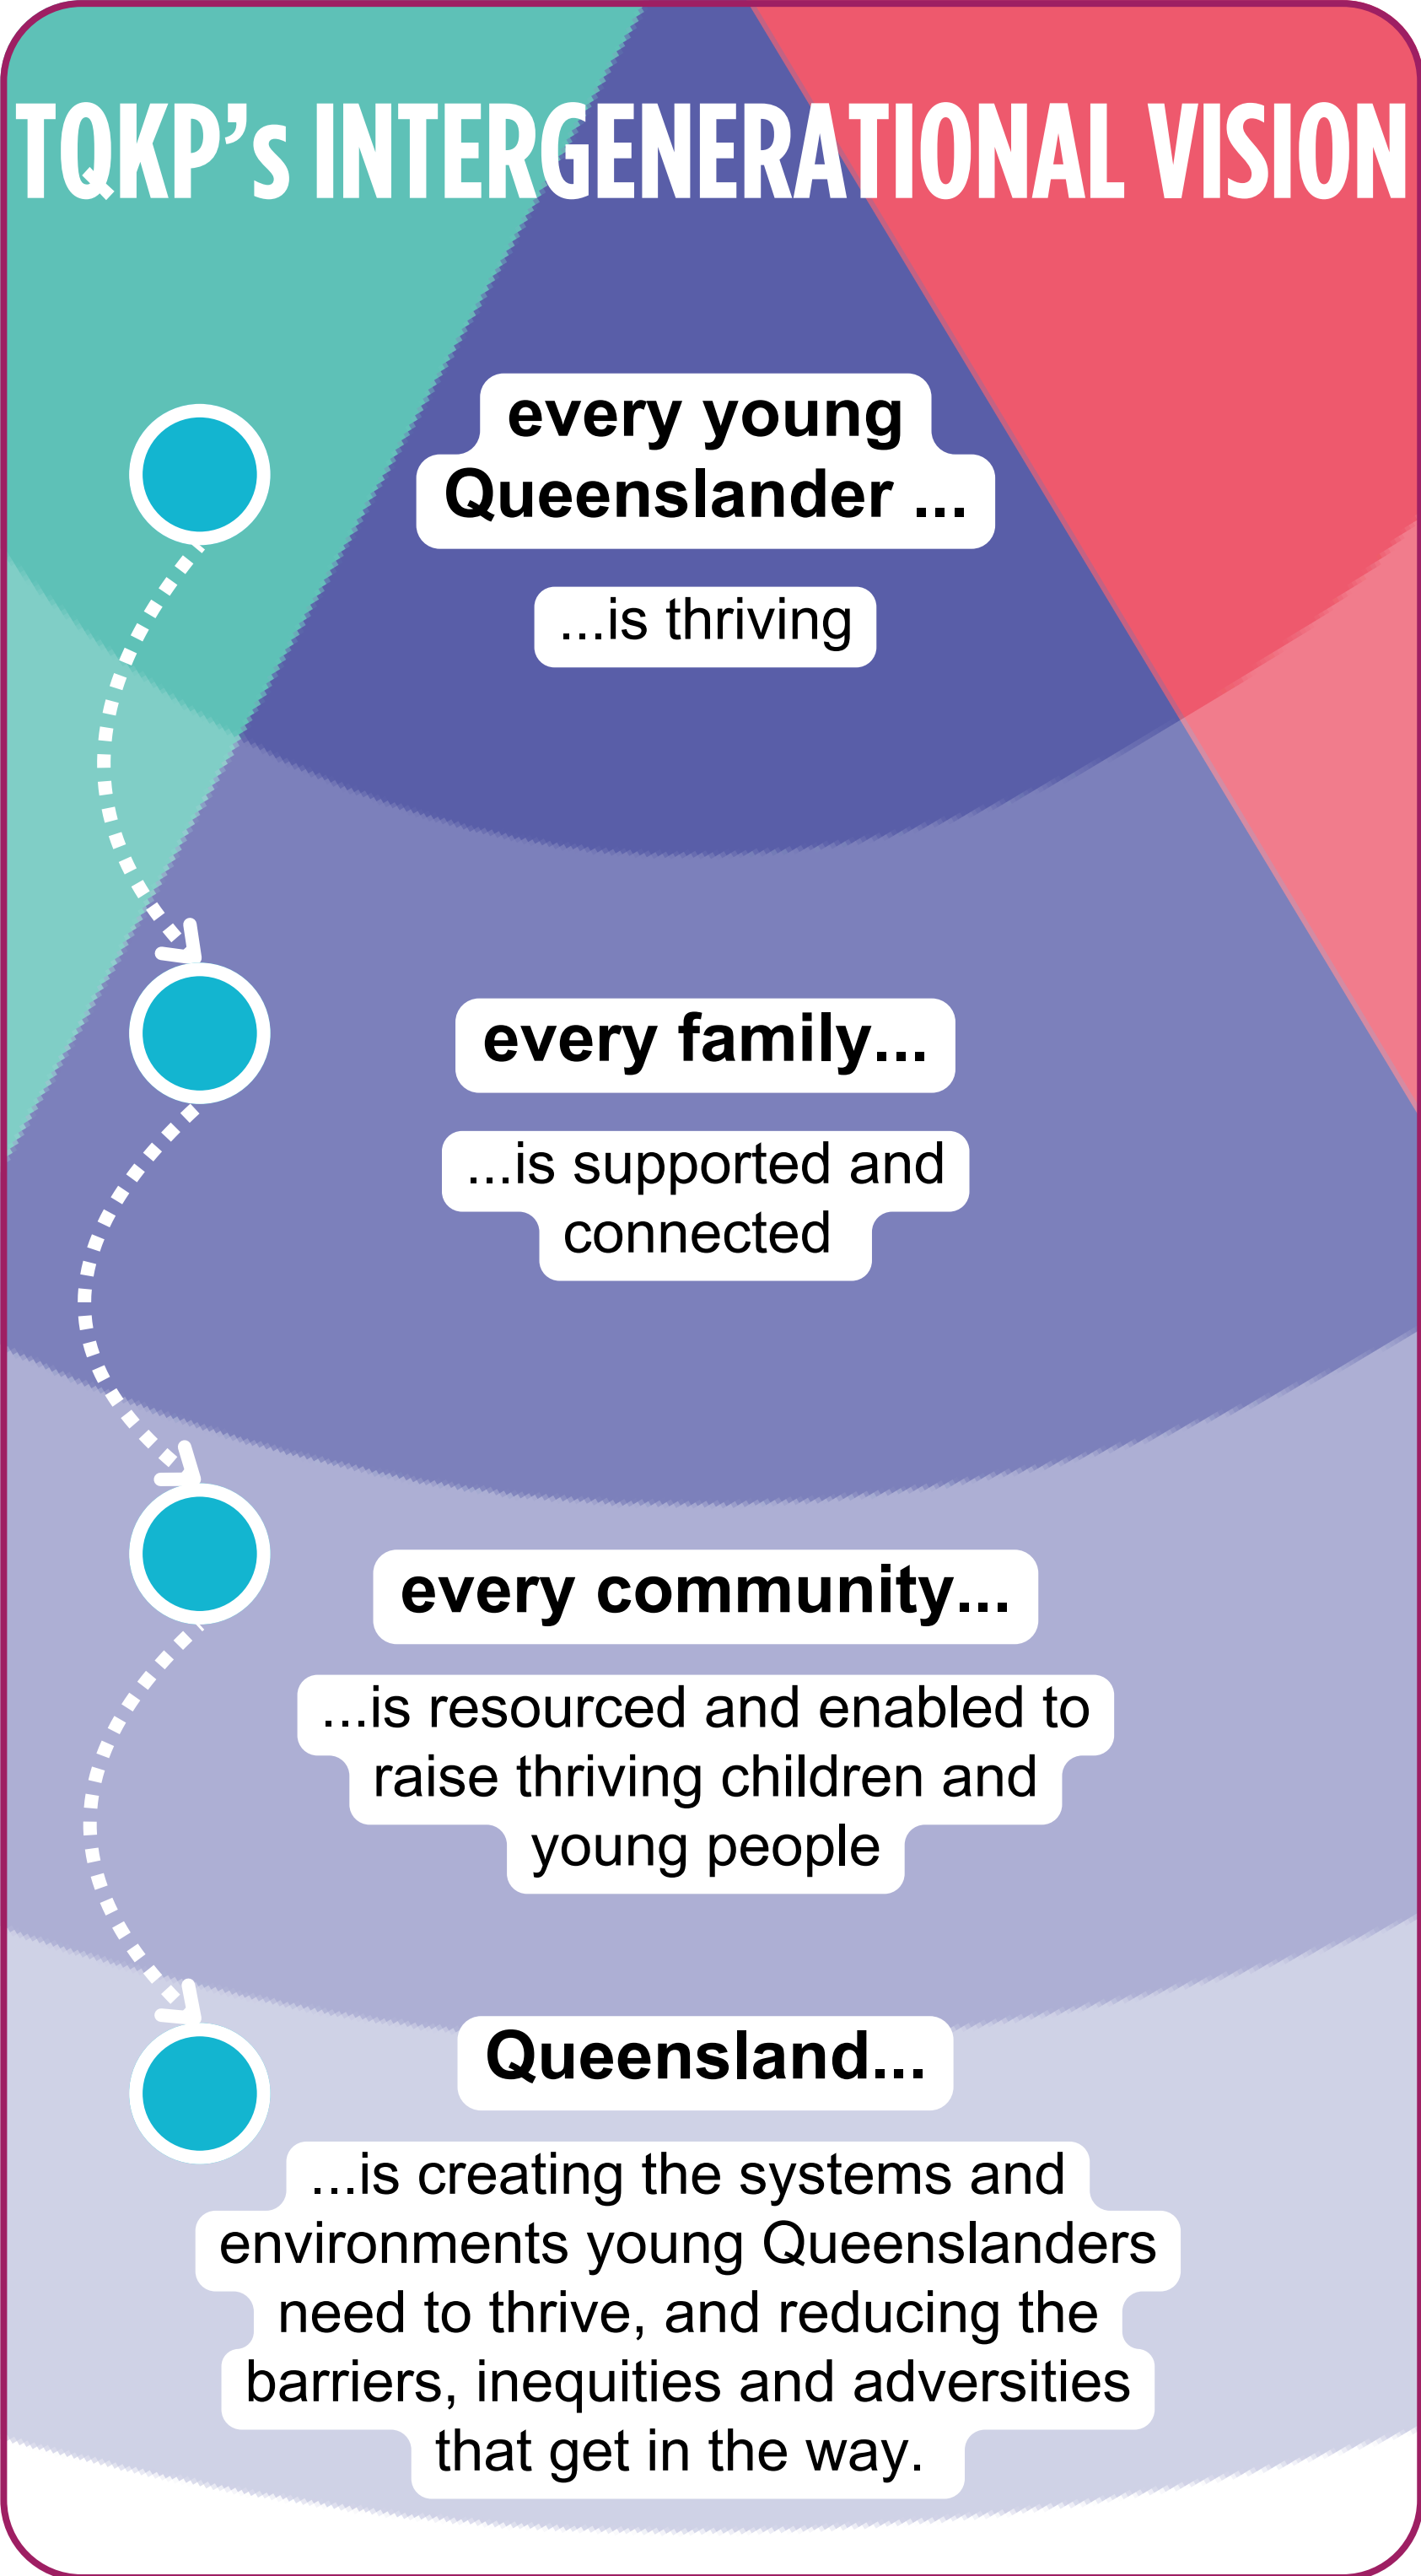 TQKP's INTERGENERATIONAL VISION
every young
Queenslander ...
...is thriving
every family...
...is supported and
connected
every community...
...is resourced and enabled to
raise thriving children and
young people
Queensland...
...is creating the systems and
environments young Queenslanders
need to thrive, and reducing the
barriers, inequities and adversities
that get in the way.